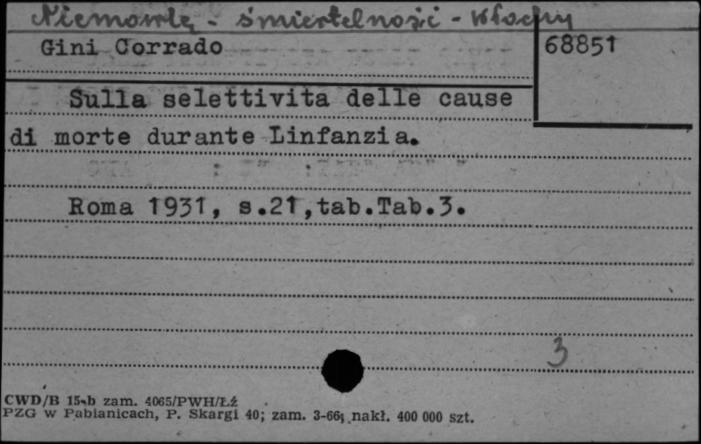 Niemowlę - śmiertelność - Włochy
Gini Corrado 68851
Sulla selettivita delle cause
di morte durante Linfanzia.
Roma 1931, s.21,tab.Tab.3.
3
CWD/B 15-b zam. 4065/PWH/Łź
PZG w Pabianicach, P. Skargi 40; zam. 3-66; nakł. 400 000 szt.